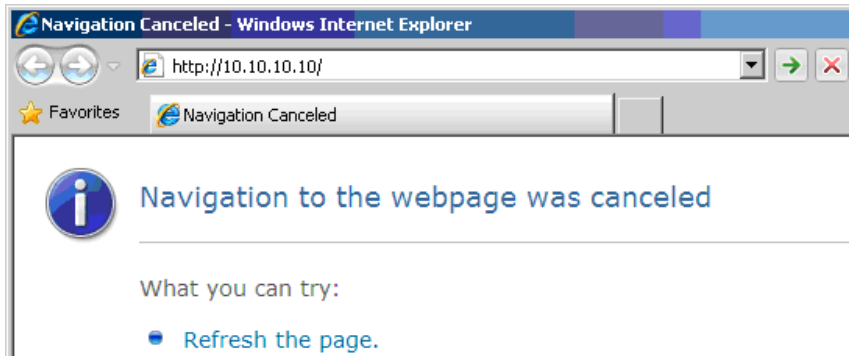 Navigation Canceled - Windows Internet Explorer
http://10.10.10.10/
Favorites
Navigation Canceled
Navigation to the webpage was canceled
What you can try:
Refresh the page.